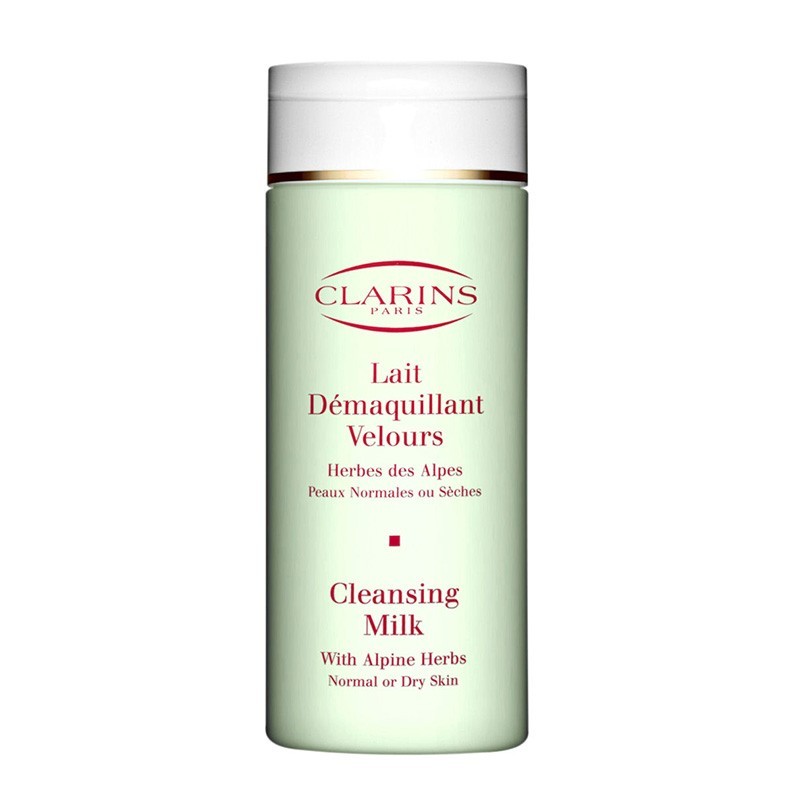 CLARINS
PARIS
Lait
Démaquillant
Velours
Herbes des Alpes
Peaux Normales ou Sèches
Cleansing
Milk
With Alpine Herbs
Normal or Dry Skin